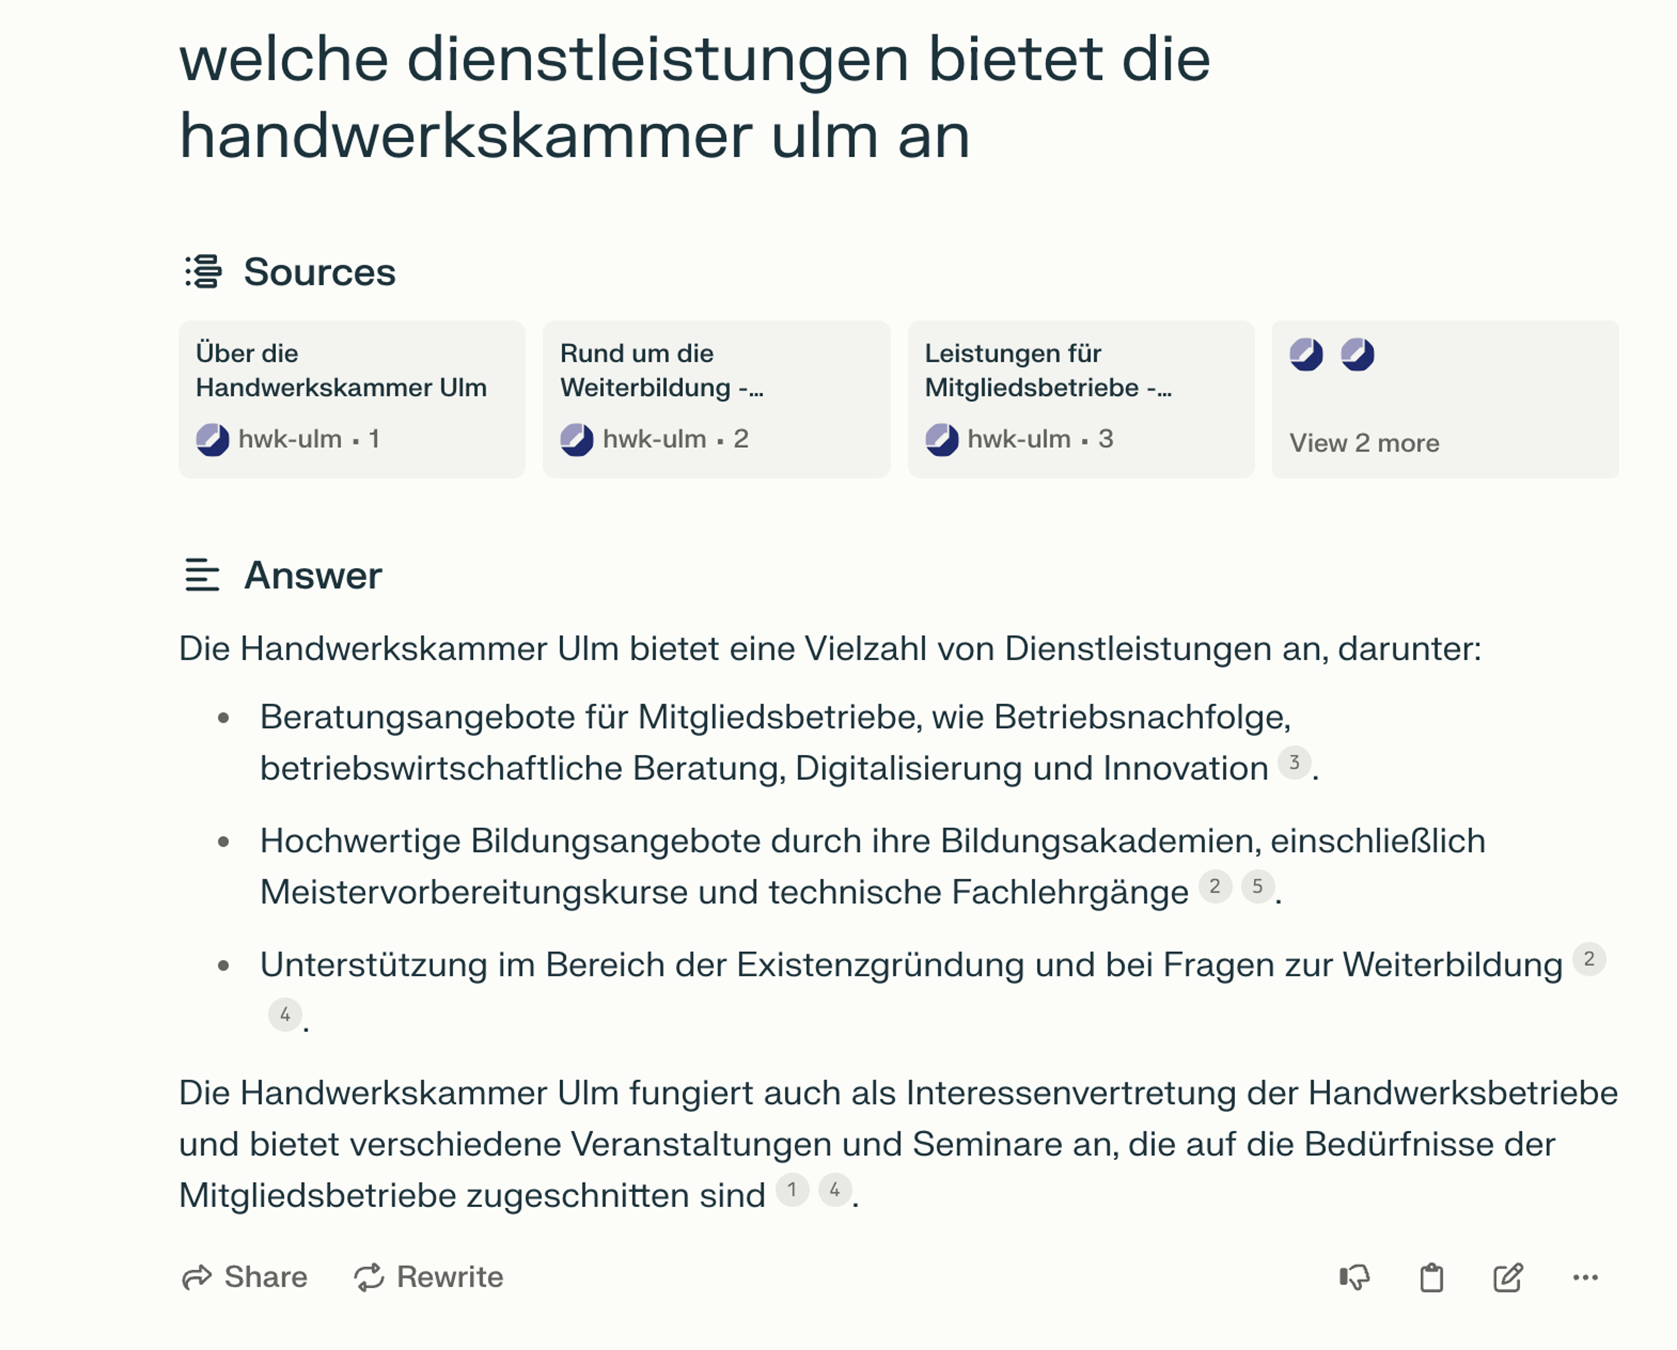 welche dienstleistungen bietet die
handwerkskammer ulm an
Sources
Über die
Handwerkskammer Ulm
hwk-ulm · 1
Rund um die
Weiterbildung -...
hwk-ulm · 2
Leistungen für
Mitgliedsbetriebe -...
hwk-ulm · 3
View 2 more
Answer
Die Handwerkskammer Ulm bietet eine Vielzahl von Dienstleistungen an, darunter:
• Beratungsangebote für Mitgliedsbetriebe, wie Betriebsnachfolge,
betriebswirtschaftliche Beratung, Digitalisierung und Innovation 3.
• Hochwertige Bildungsangebote durch ihre Bildungsakademien, einschließlich
Meistervorbereitungskurse und technische Fachlehrgänge 2 5.
• Unterstützung im Bereich der Existenzgründung und bei Fragen zur Weiterbildung 2
4.
Die Handwerkskammer Ulm fungiert auch als Interessenvertretung der Handwerksbetriebe
und bietet verschiedene Veranstaltungen und Seminare an, die auf die Bedürfnisse der
Mitgliedsbetriebe zugeschnitten sind 1 4.
Share Rewrite